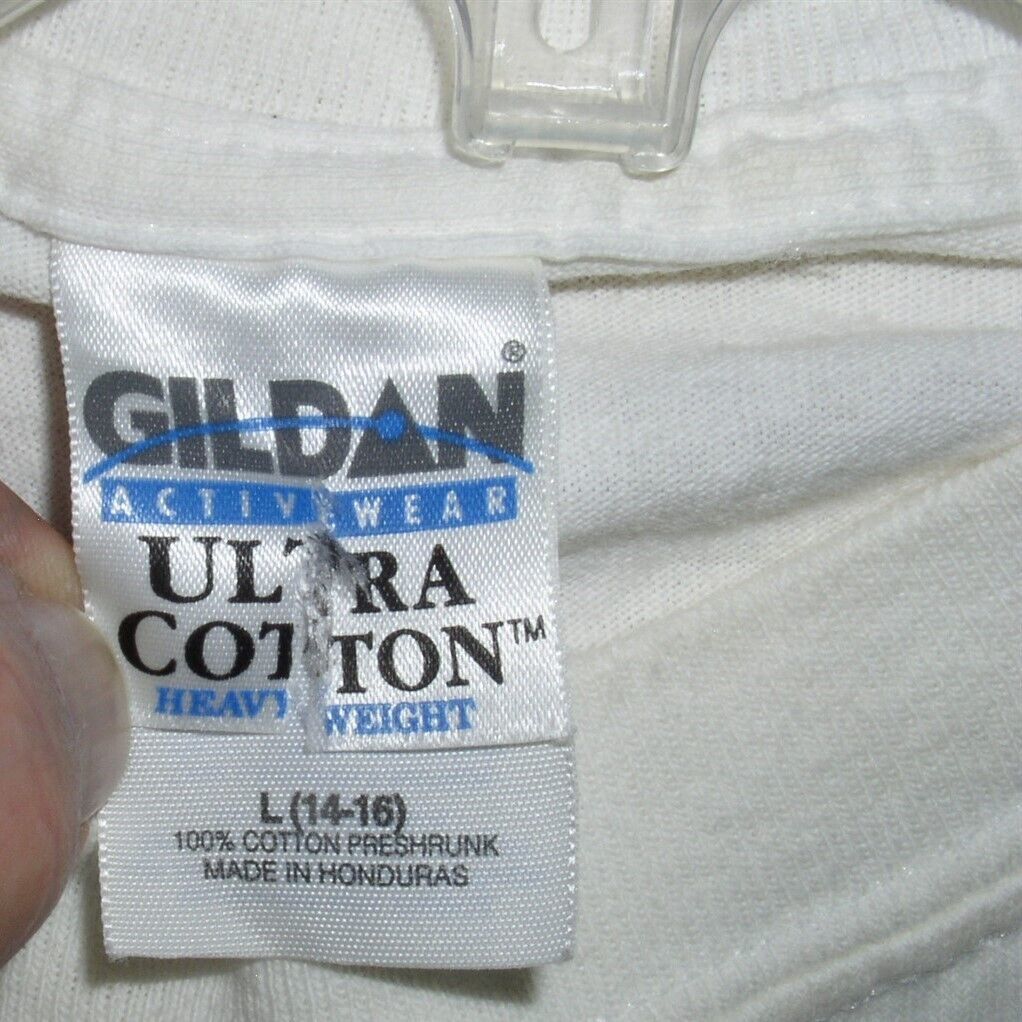 GILDAN®
ACTIVEWEAR
ULTRA
COTTON™
HEAVYWEIGHT
L (14-16)
100% COTTON PRESHRUNK
MADE IN HONDURAS